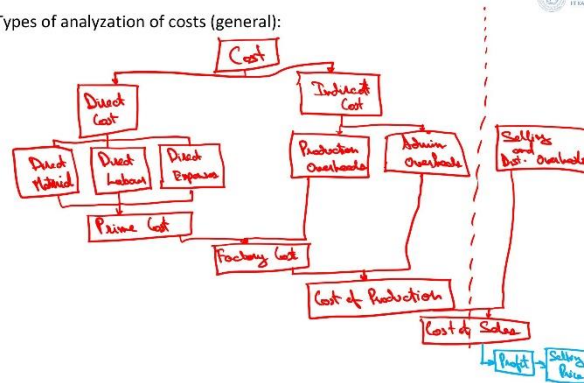 Types of analyzation of costs (general):
Cost
Direct
Cost
Indirect
Cost
Direct
Material
Direct
Labour
Direct
Expenses
Production
Overheads
Admin
Overheads
Selling
and
Dist. Overheads
Prime Cost
Factory Cost
Cost of Production
Cost of Sales
Profit
Selling
Price